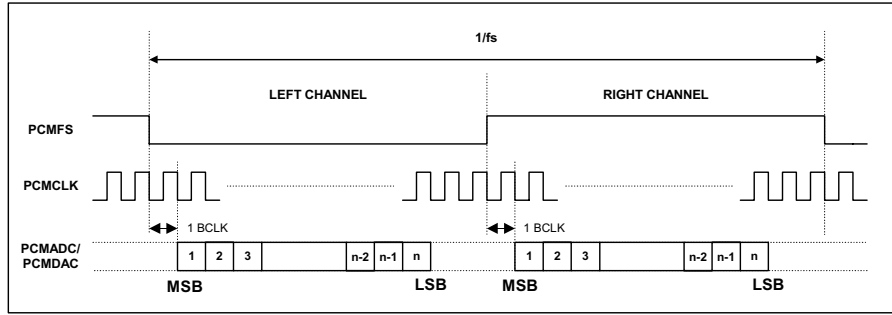 1/fs
LEFT CHANNEL RIGHT CHANNEL
PCMFS
PCMCLK
1 BCLK 1 BCLK
PCMADC/
PCMDAC
1 2 3 n-2 n-1 n 1 2 3 n-2 n-1 n
MSB LSB MSB LSB